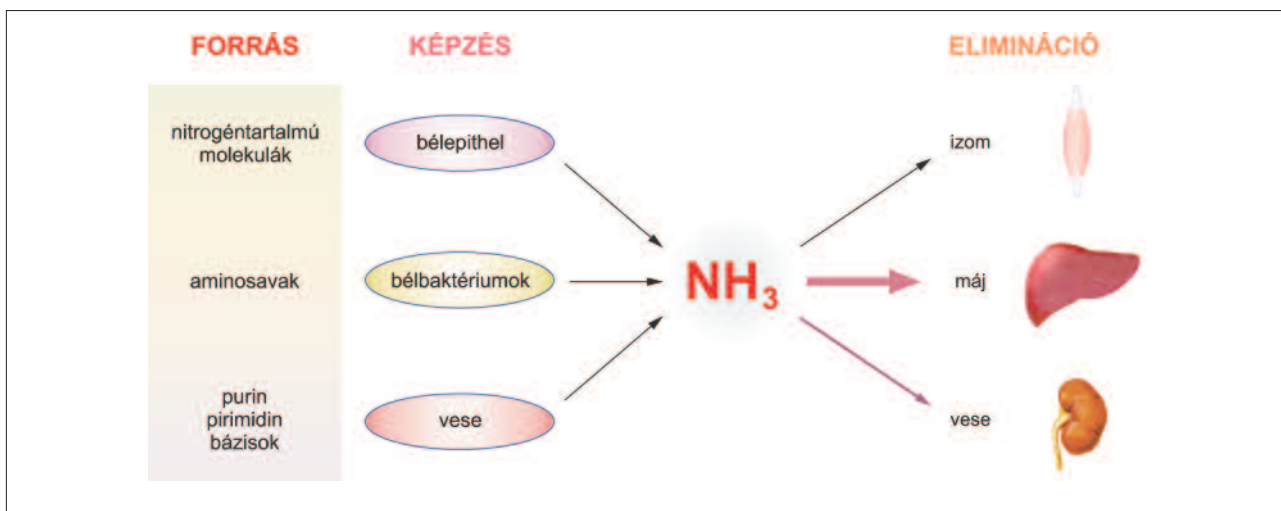 FORRÁS
KÉPZÉS
ELIMINÁCIÓ
nitrogéntartalmú
molekulák
bélepithel
izom
aminosavak
bélbaktériumok
NH₃
máj
purin
pirimidin
bázisok
vese
vese